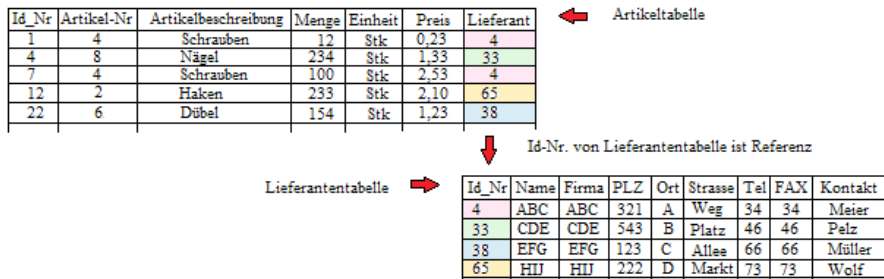 Id_Nr Artikel-Nr Artikelbeschreibung Menge Einheit Preis Lieferant
1 4 Schrauben 12 Stk 0,23 4
4 8 Nägel 234 Stk 1,33 33
7 4 Schrauben 100 Stk 2,53 4
12 2 Haken 233 Stk 2,10 65
22 6 Dübel 154 Stk 1,23 38
Artikeltabelle
Id-Nr. von Lieferantentabelle ist Referenz
Lieferantentabelle
Id_Nr Name Firma PLZ Ort Strasse Tel FAX Kontakt
4 ABC ABC 321 A Weg 34 34 Meier
33 CDE CDE 543 B Platz 46 46 Pelz
38 EFG EFG 123 C Allee 66 66 Müller
65 HIJ HIJ 222 D Markt 73 73 Wolf